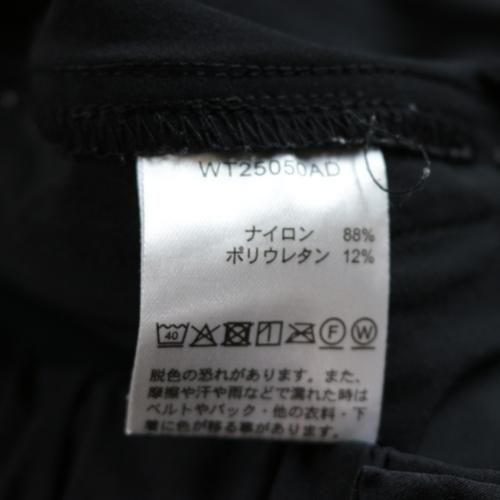 WT25050AD
ナイロン 88%
ポリウレタン 12%
40 F W
脱色の恐れがあります。また、
摩擦や汗や雨などで濡れた時は
ベルトやバック・他の衣料・下
着に色が移る事があります。